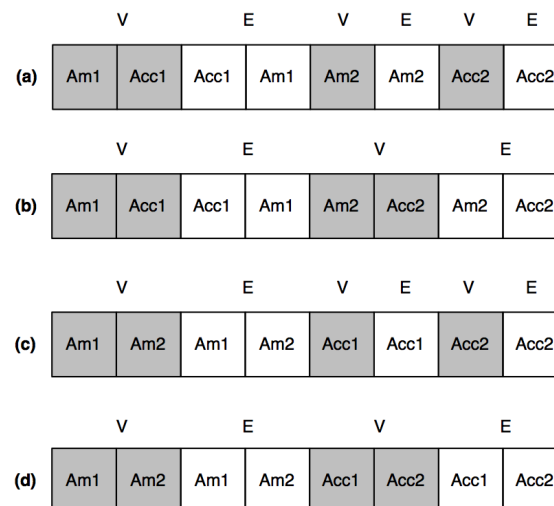 V E V E V E
(a) Am1 Acc1 Acc1 Am1 Am2 Am2 Acc2 Acc2
V E V E
(b) Am1 Acc1 Acc1 Am1 Am2 Acc2 Am2 Acc2
V E V E V E
(c) Am1 Am2 Am1 Am2 Acc1 Acc1 Acc2 Acc2
V E V E
(d) Am1 Am2 Am1 Am2 Acc1 Acc2 Acc1 Acc2